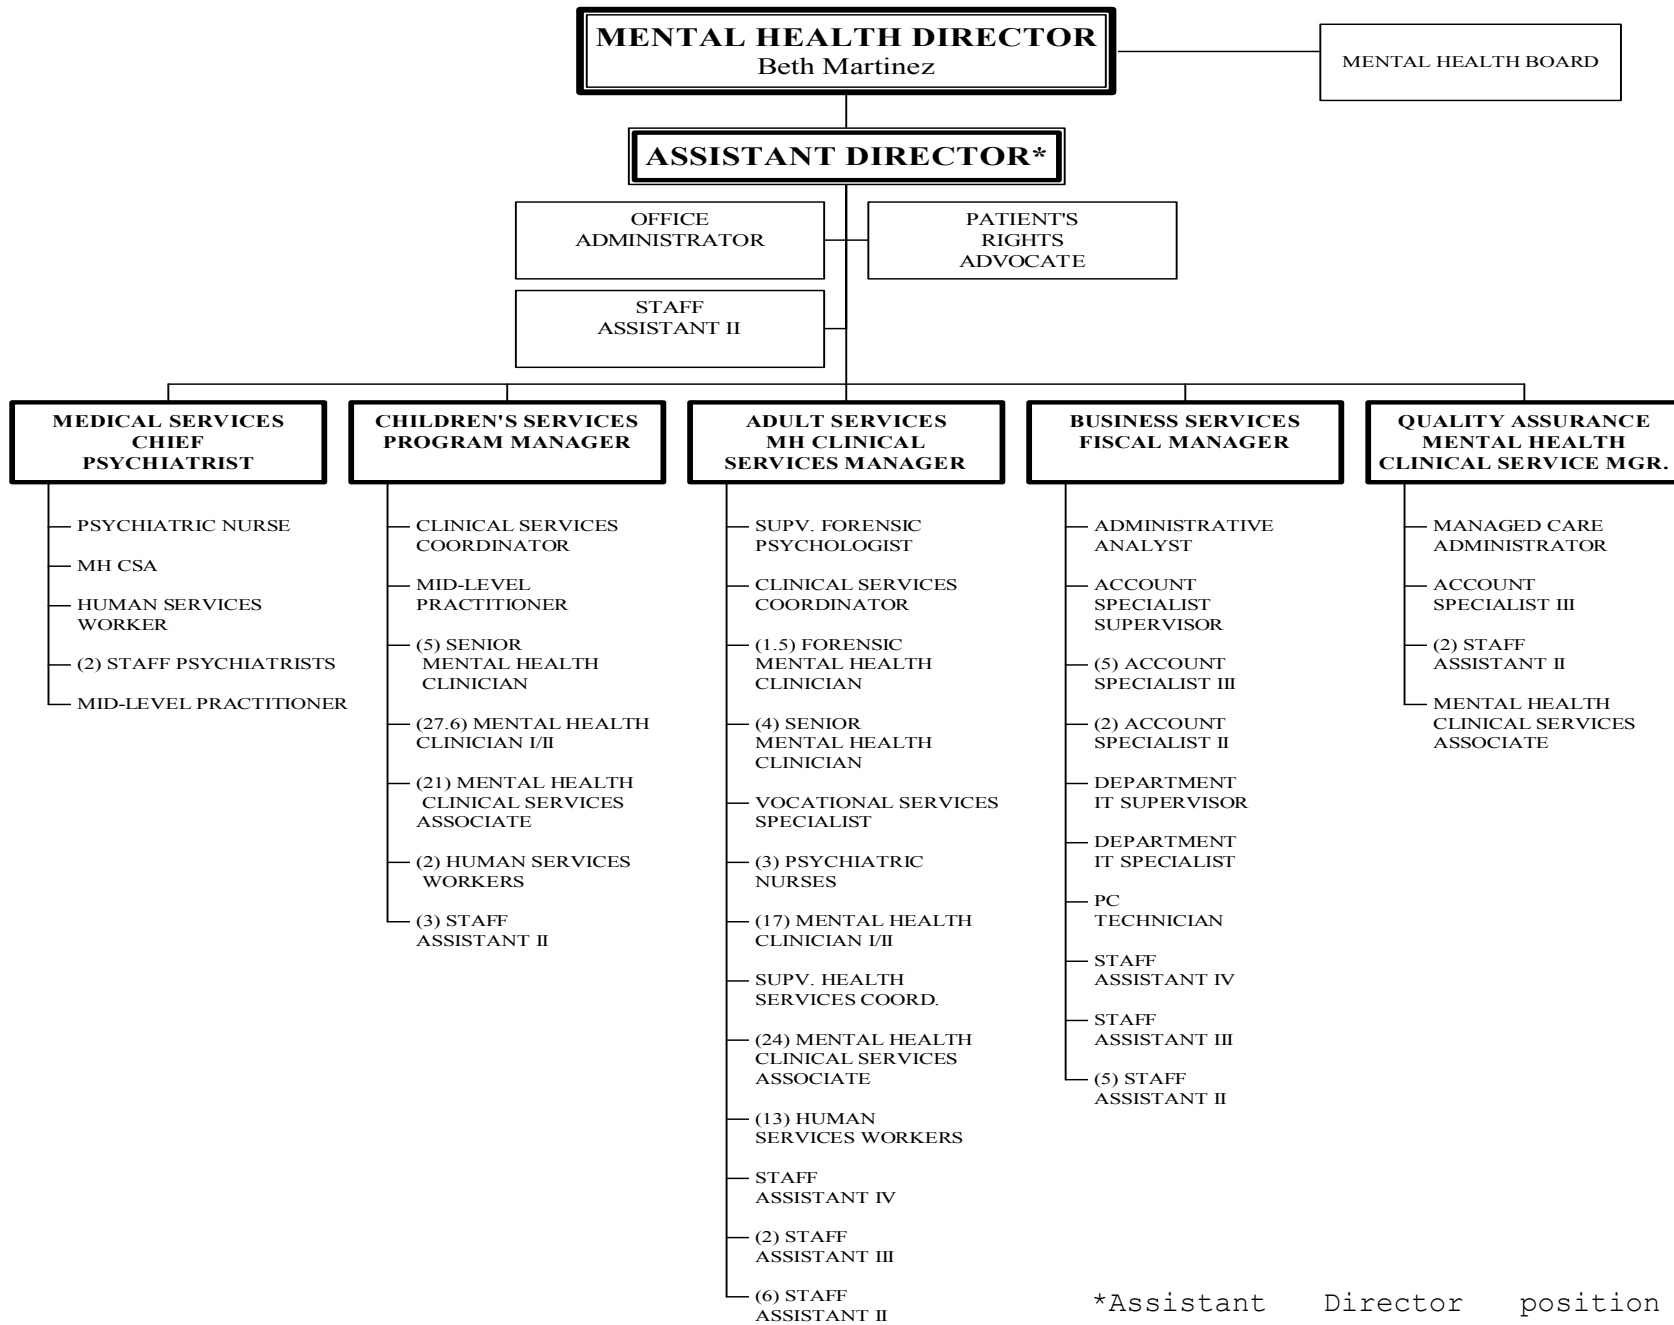 MENTAL HEALTH DIRECTOR
Beth Martinez
MENTAL HEALTH BOARD
ASSISTANT DIRECTOR*
OFFICE
ADMINISTRATOR
PATIENT'S
RIGHTS
ADVOCATE
STAFF
ASSISTANT II
MEDICAL SERVICES
CHIEF
PSYCHIATRIST
PSYCHIATRIC NURSE
MH CSA
HUMAN SERVICES
WORKER
(2) STAFF PSYCHIATRISTS
MID-LEVEL PRACTITIONER
CHILDREN'S SERVICES
PROGRAM MANAGER
CLINICAL SERVICES
COORDINATOR
MID-LEVEL
PRACTITIONER
(5) SENIOR
MENTAL HEALTH
CLINICIAN
(27.6) MENTAL HEALTH
CLINICIAN I/II
(21) MENTAL HEALTH
CLINICAL SERVICES
ASSOCIATE
(2) HUMAN SERVICES
WORKERS
(3) STAFF
ASSISTANT II
ADULT SERVICES
MH CLINICAL
SERVICES MANAGER
SUPV. FORENSIC
PSYCHOLOGIST
CLINICAL SERVICES
COORDINATOR
(1.5) FORENSIC
MENTAL HEALTH
CLINICIAN
(4) SENIOR
MENTAL HEALTH
CLINICIAN
VOCATIONAL SERVICES
SPECIALIST
(3) PSYCHIATRIC
NURSES
(17) MENTAL HEALTH
CLINICIAN I/II
SUPV. HEALTH
SERVICES COORD.
(24) MENTAL HEALTH
CLINICAL SERVICES
ASSOCIATE
(13) HUMAN
SERVICES WORKERS
STAFF
ASSISTANT IV
(2) STAFF
ASSISTANT III
(6) STAFF
ASSISTANT II
BUSINESS SERVICES
FISCAL MANAGER
ADMINISTRATIVE
ANALYST
ACCOUNT
SPECIALIST
SUPERVISOR
(5) ACCOUNT
SPECIALIST III
(2) ACCOUNT
SPECIALIST II
DEPARTMENT
IT SUPERVISOR
DEPARTMENT
IT SPECIALIST
PC
TECHNICIAN
STAFF
ASSISTANT IV
STAFF
ASSISTANT III
(5) STAFF
ASSISTANT II
QUALITY ASSURANCE
MENTAL HEALTH
CLINICAL SERVICE MGR.
MANAGED CARE
ADMINISTRATOR
ACCOUNT
SPECIALIST III
(2) STAFF
ASSISTANT II
MENTAL HEALTH
CLINICAL SERVICES
ASSOCIATE
*Assistant Director position